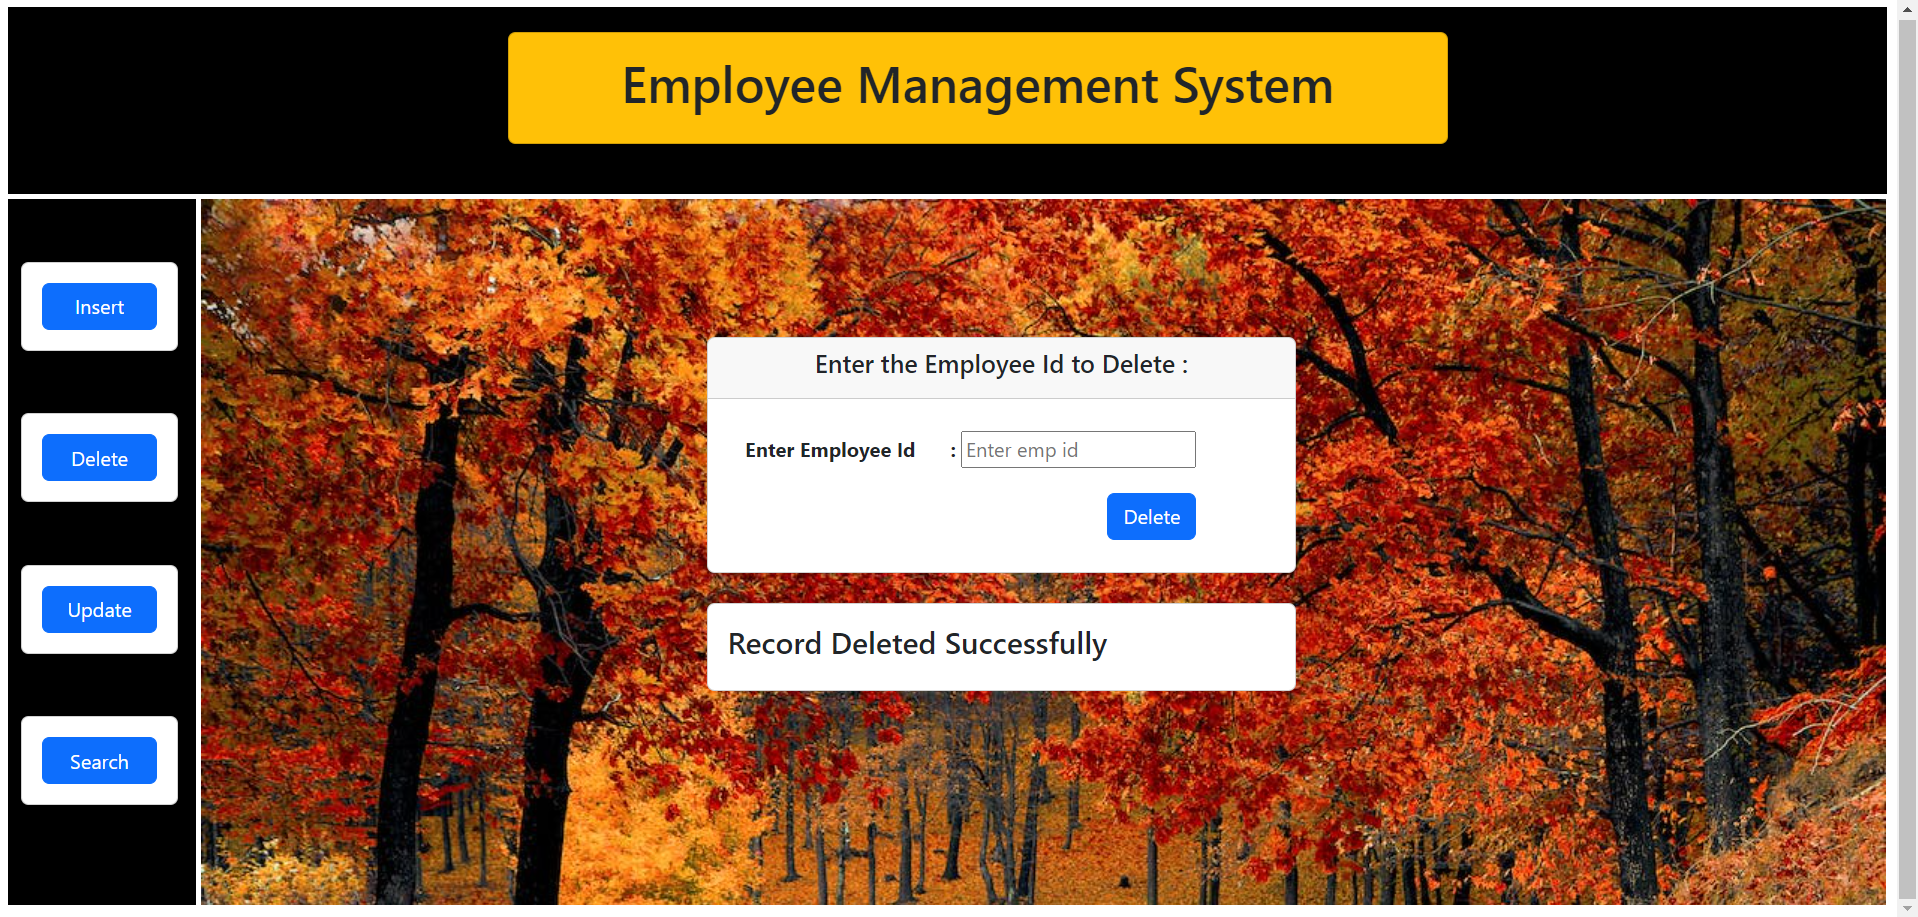 Employee Management System
Insert
Delete
Update
Search
Enter the Employee Id to Delete :
Enter Employee Id : Enter emp id
Delete
Record Deleted Successfully